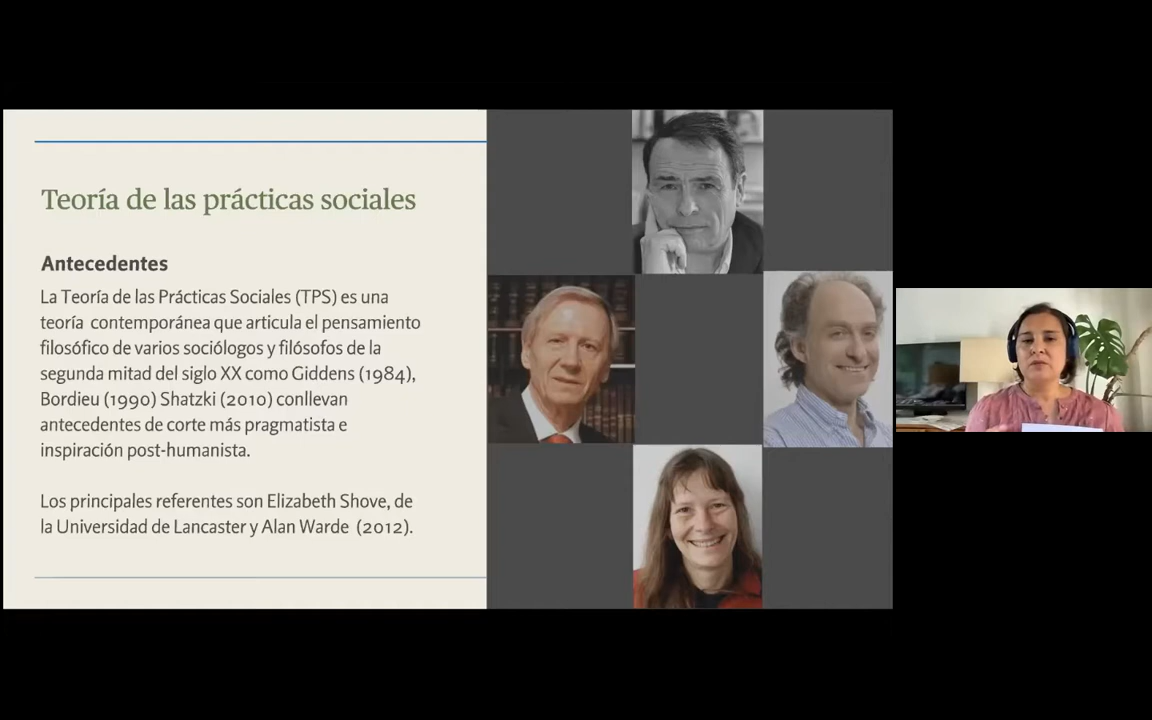 Teoría de las prácticas sociales
Antecedentes
La Teoría de las Prácticas Sociales (TPS) es una
teoría contemporánea que articula el pensamiento
filosófico de varios sociólogos y filósofos de la
segunda mitad del siglo XX como Giddens (1984),
Bordieu (1990) Shatzki (2010) conllevan
antecedentes de corte más pragmatista e
inspiración post-humanista.
Los principales referentes son Elizabeth Shove, de
la Universidad de Lancaster y Alan Warde (2012).